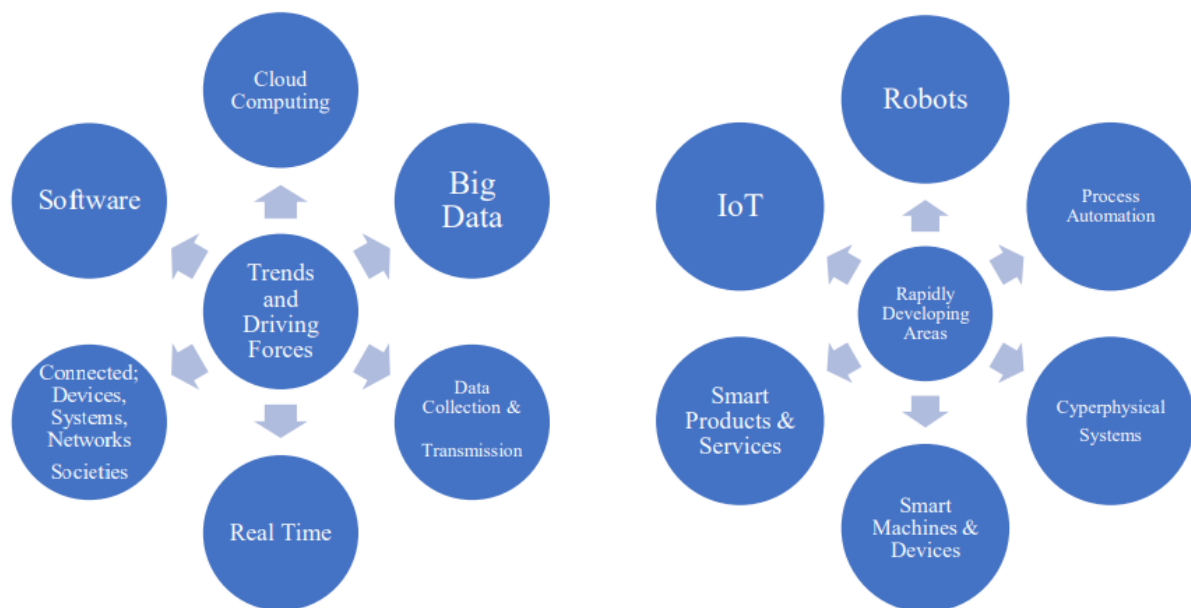 Cloud
Computing
Big
Data
Data
Collection &
Transmission
Real Time
Connected;
Devices,
Systems,
Networks
Societies
Software
Trends
and
Driving
Forces
Robots
Process
Automation
Cyperphysical
Systems
Smart
Machines &
Devices
Smart
Products &
Services
IoT
Rapidly
Developing
Areas